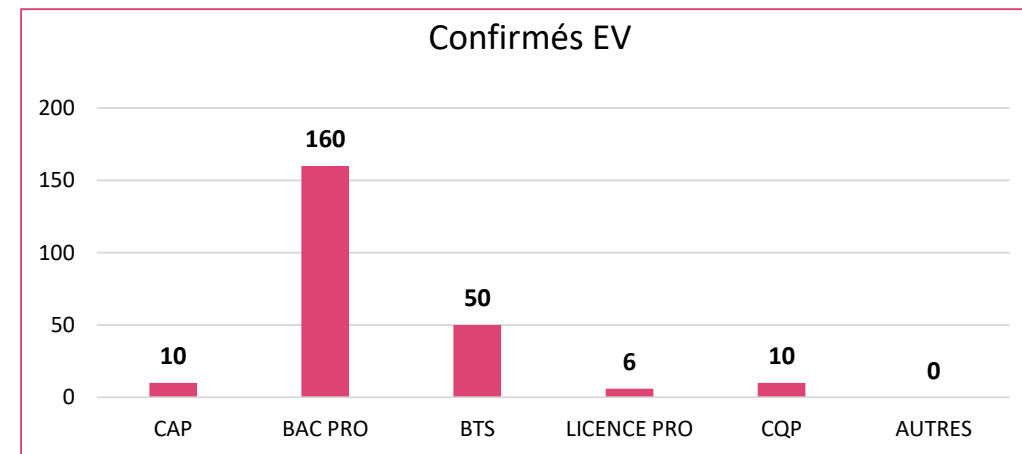 Confirmés EV
200
160
150
100
50
50
10
6
10
0
0
CAP
BAC PRO
BTS
LICENCE PRO
CQP
AUTRES